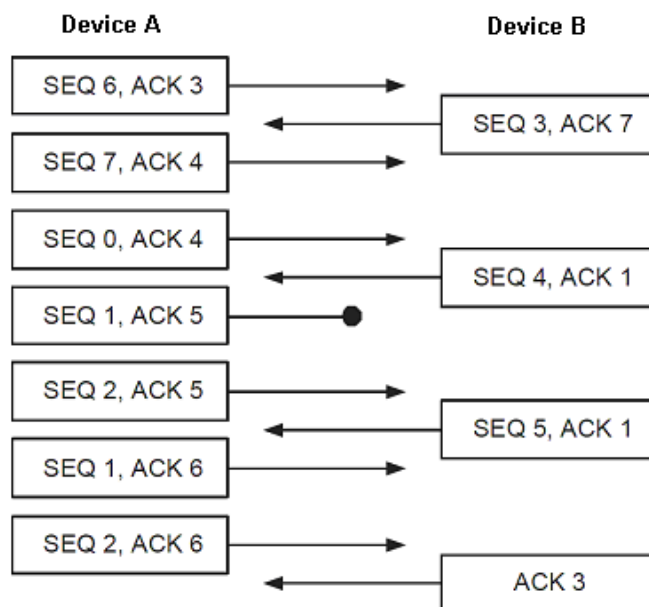 Device A
Device B
SEQ 6, ACK 3
SEQ 3, ACK 7
SEQ 7, ACK 4
SEQ 0, ACK 4
SEQ 4, ACK 1
SEQ 1, ACK 5
SEQ 2, ACK 5
SEQ 5, ACK 1
SEQ 1, ACK 6
SEQ 2, ACK 6
ACK 3